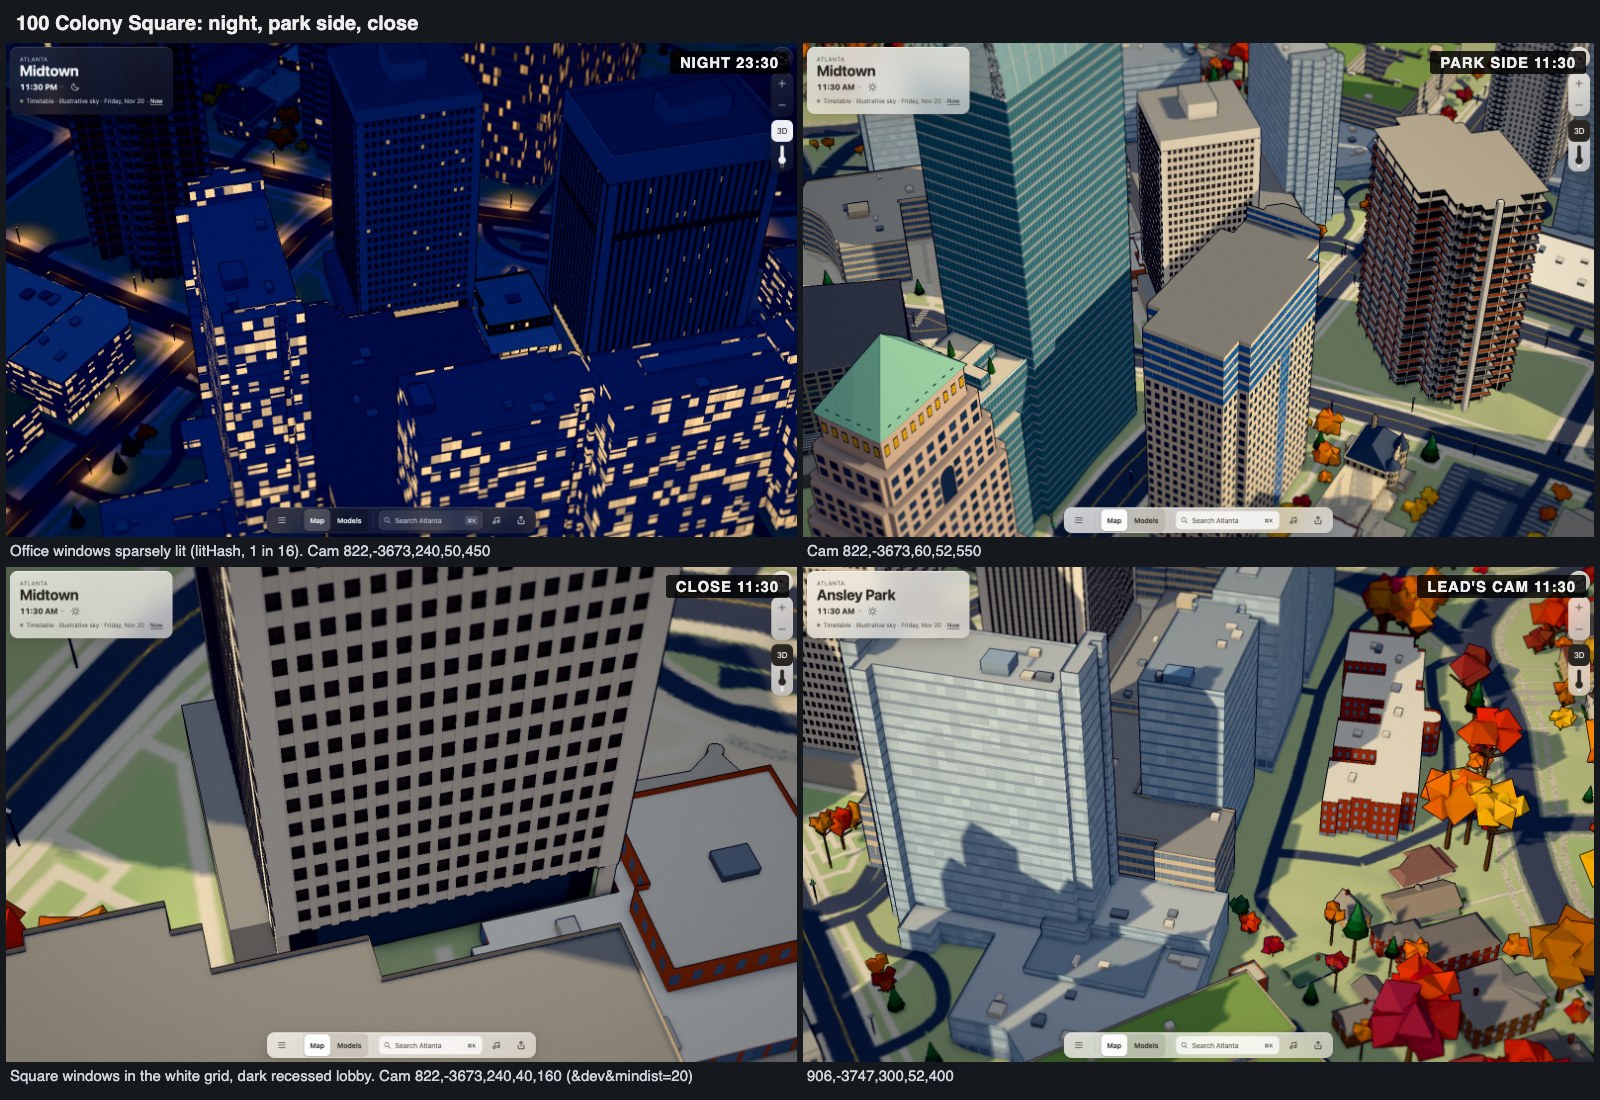 100 Colony Square: night, park side, close
ATLANTA
Midtown
11:30 PM
Timetable · Illustrative sky · Friday, Nov 20 · Now
NIGHT 23:30
+
−
3D
Map Models Search Atlanta ⌘K
Office windows sparsely lit (litHash, 1 in 16). Cam 822,-3673,240,50,450
ATLANTA
Midtown
11:30 AM
Timetable · Illustrative sky · Friday, Nov 20 · Now
PARK SIDE 11:30
+
−
3D
Map Models Search Atlanta ⌘K
Cam 822,-3673,60,52,550
ATLANTA
Midtown
11:30 AM
Timetable · Illustrative sky · Friday, Nov 20 · Now
CLOSE 11:30
+
−
3D
Map Models Search Atlanta ⌘K
Square windows in the white grid, dark recessed lobby. Cam 822,-3673,240,40,160 (&dev&mindist=20)
ATLANTA
Ansley Park
11:30 AM
Timetable · Illustrative sky · Friday, Nov 20 · Now
LEAD'S CAM 11:30
+
−
3D
Map Models Search Atlanta ⌘K
906,-3747,300,52,400